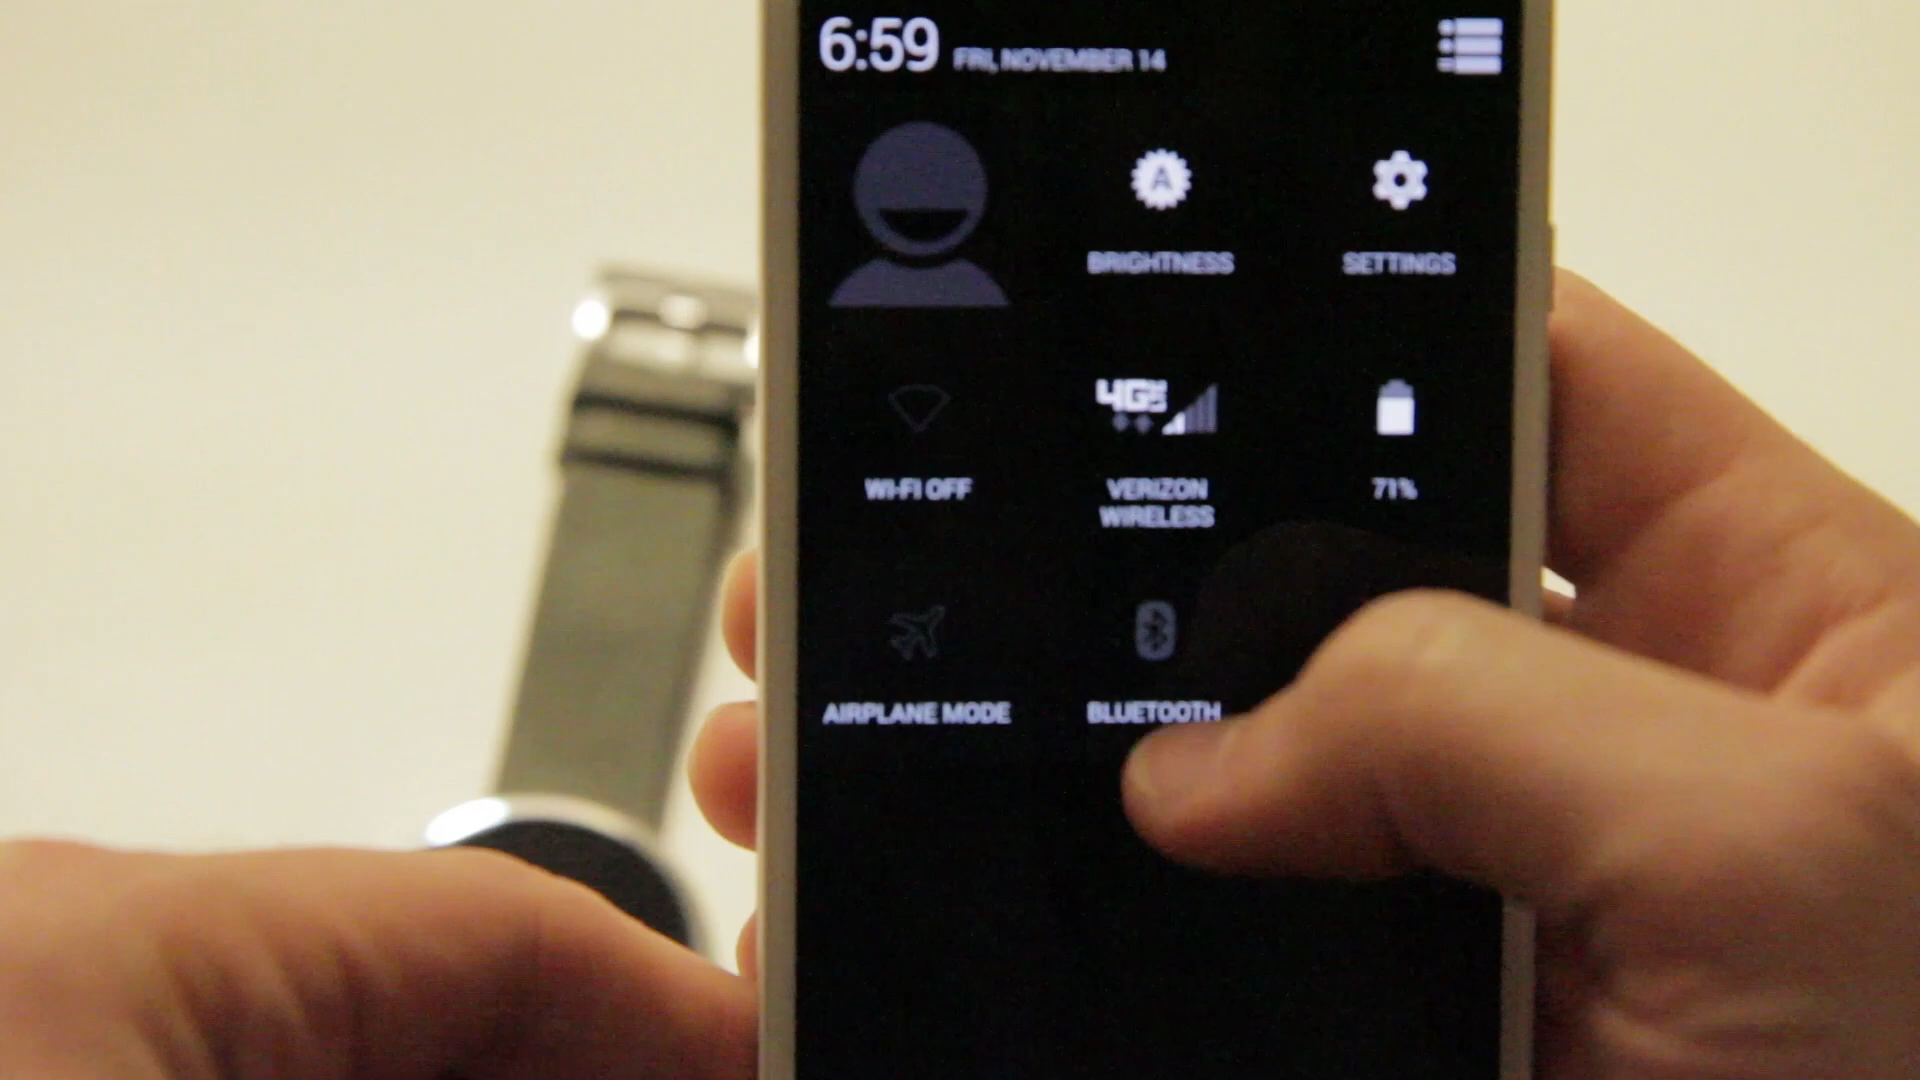 6:59 FRI, NOVEMBER 14
A
BRIGHTNESS
SETTINGS
4G
WI-FI OFF
VERIZON
WIRELESS
71%
AIRPLANE MODE
BLUETOOTH